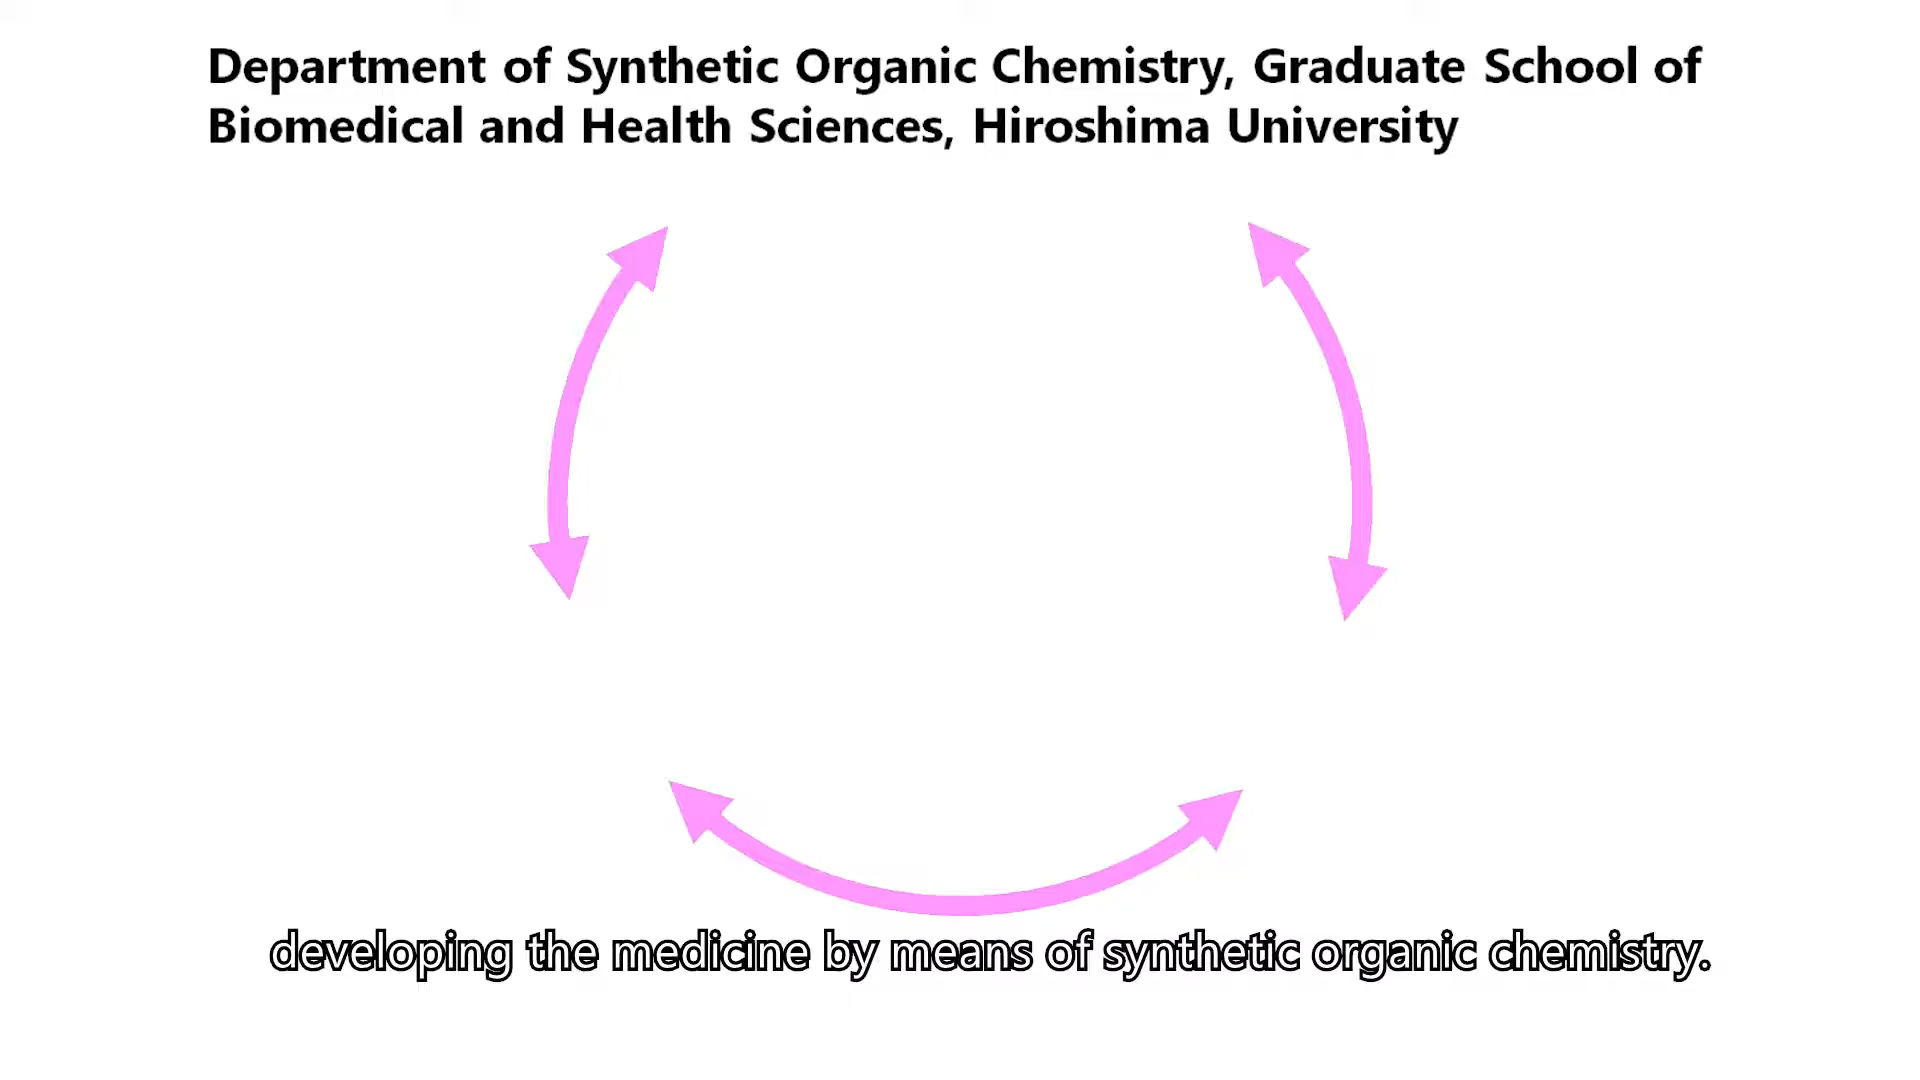 Department of Synthetic Organic Chemistry, Graduate School of
Biomedical and Health Sciences, Hiroshima University
developing the medicine by means of synthetic organic chemistry.